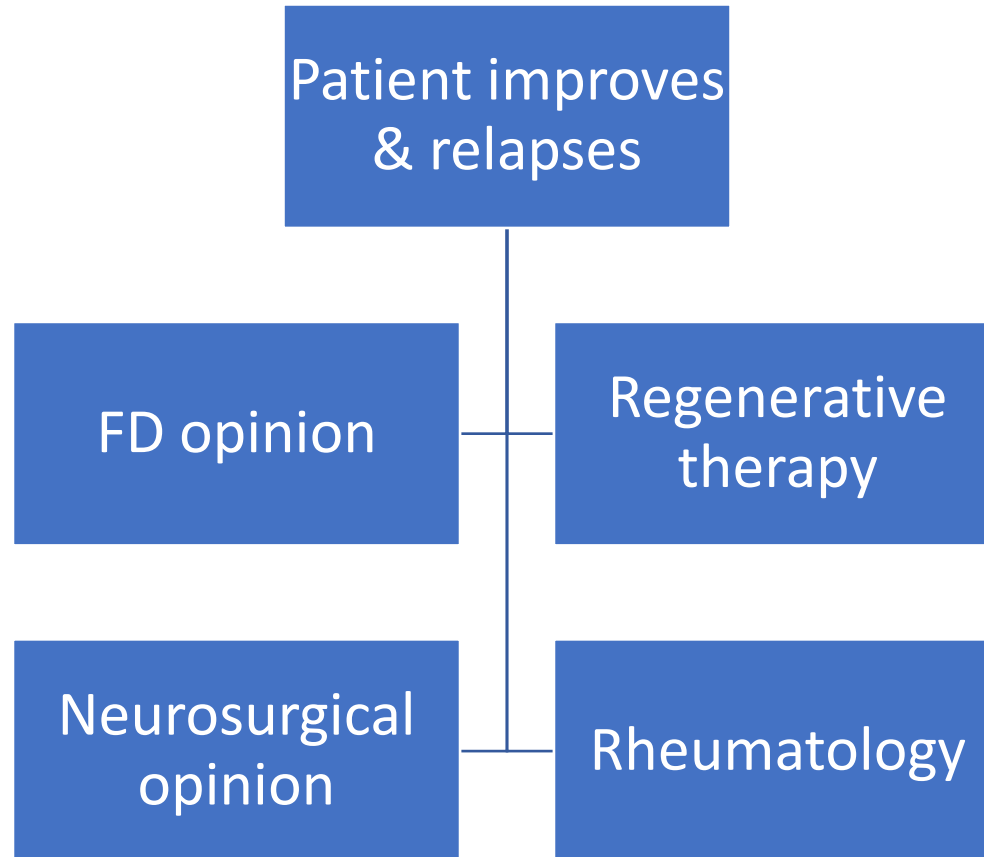 Patient improves
& relapses
FD opinion
Regenerative
therapy
Neurosurgical
opinion
Rheumatology